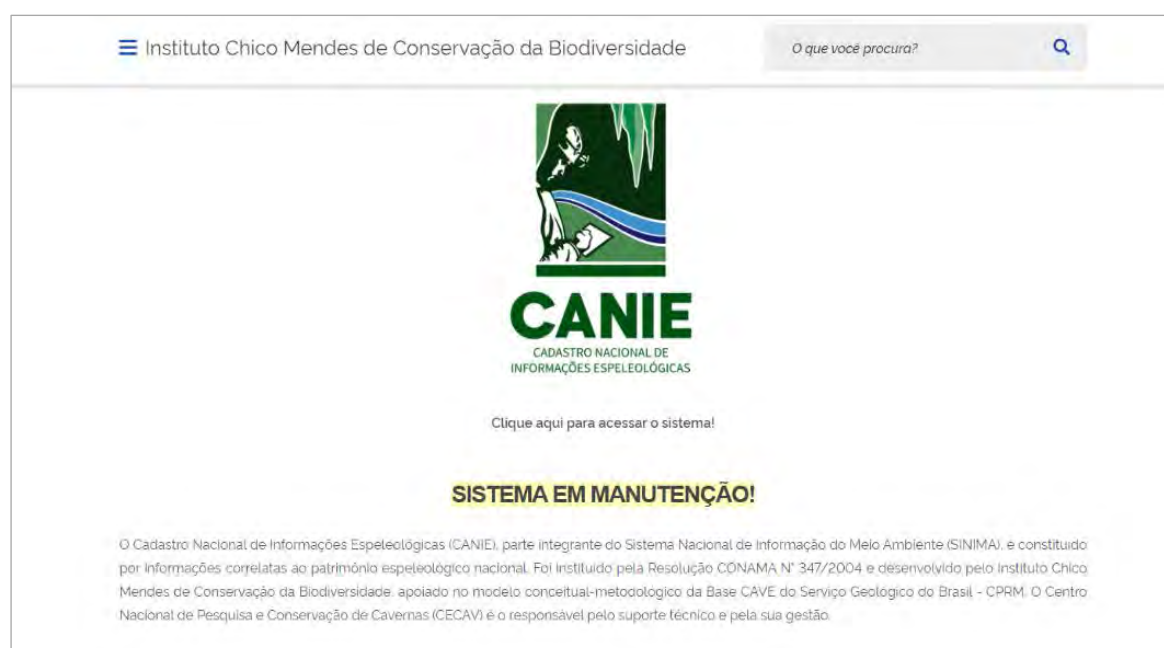 Instituto Chico Mendes de Conservação da Biodiversidade
O que você procura?
CANIE
CADASTRO NACIONAL DE
INFORMAÇÕES ESPELEOLÓGICAS
Clique aqui para acessar o sistema!
SISTEMA EM MANUTENÇÃO!
O Cadastro Nacional de Informações Espeleológicas (CANIE), parte integrante do Sistema Nacional de Informação do Meio Ambiente (SINIMA), é constituído
por informações correlatas ao patrimônio espeleológico nacional. Foi instituído pela Resolução CONAMA N° 347/2004 e desenvolvido pelo Instituto Chico
Mendes de Conservação da Biodiversidade, apoiado no modelo conceitual-metodológico da Base CAVE do Serviço Geológico do Brasil - CPRM. O Centro
Nacional de Pesquisa e Conservação de Cavernas (CECAV) é o responsável pelo suporte técnico e pela sua gestão.